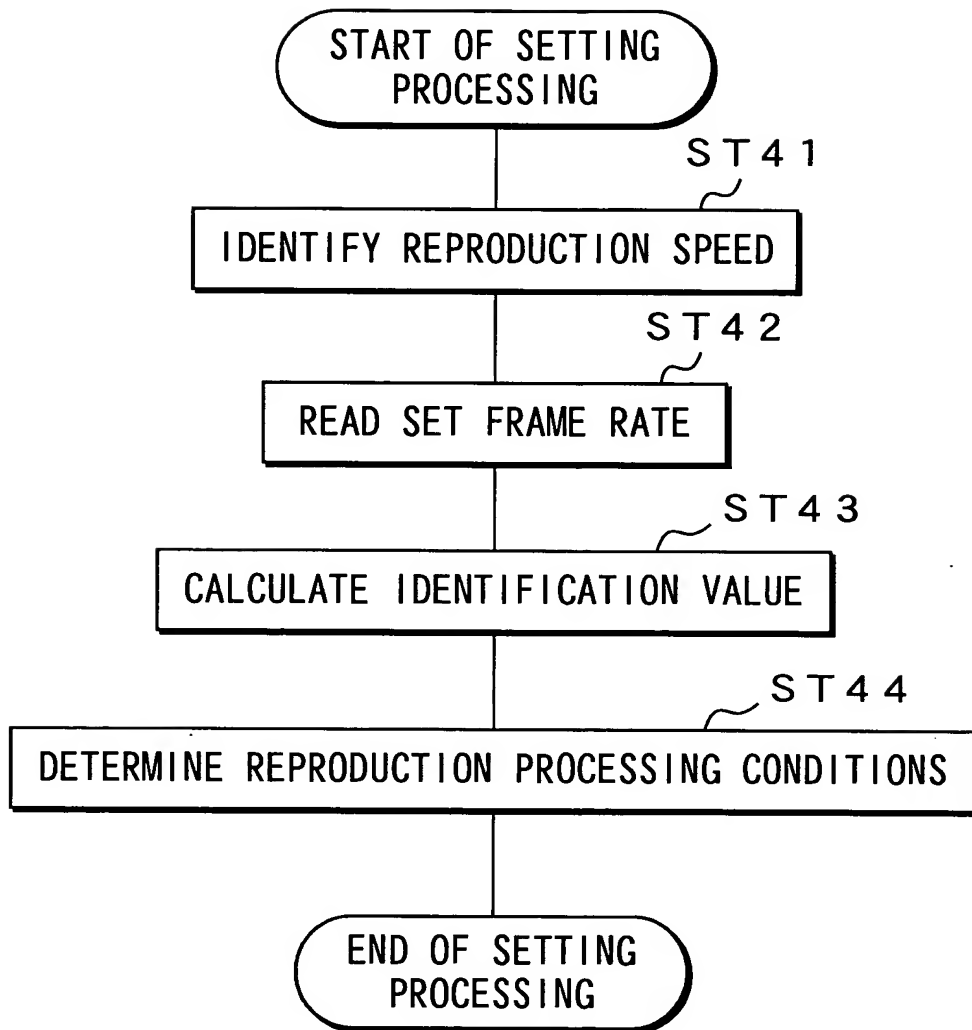 START OF SETTING
PROCESSING
ST41
IDENTIFY REPRODUCTION SPEED
ST42
READ SET FRAME RATE
ST43
CALCULATE IDENTIFICATION VALUE
ST44
DETERMINE REPRODUCTION PROCESSING CONDITIONS
END OF SETTING
PROCESSING